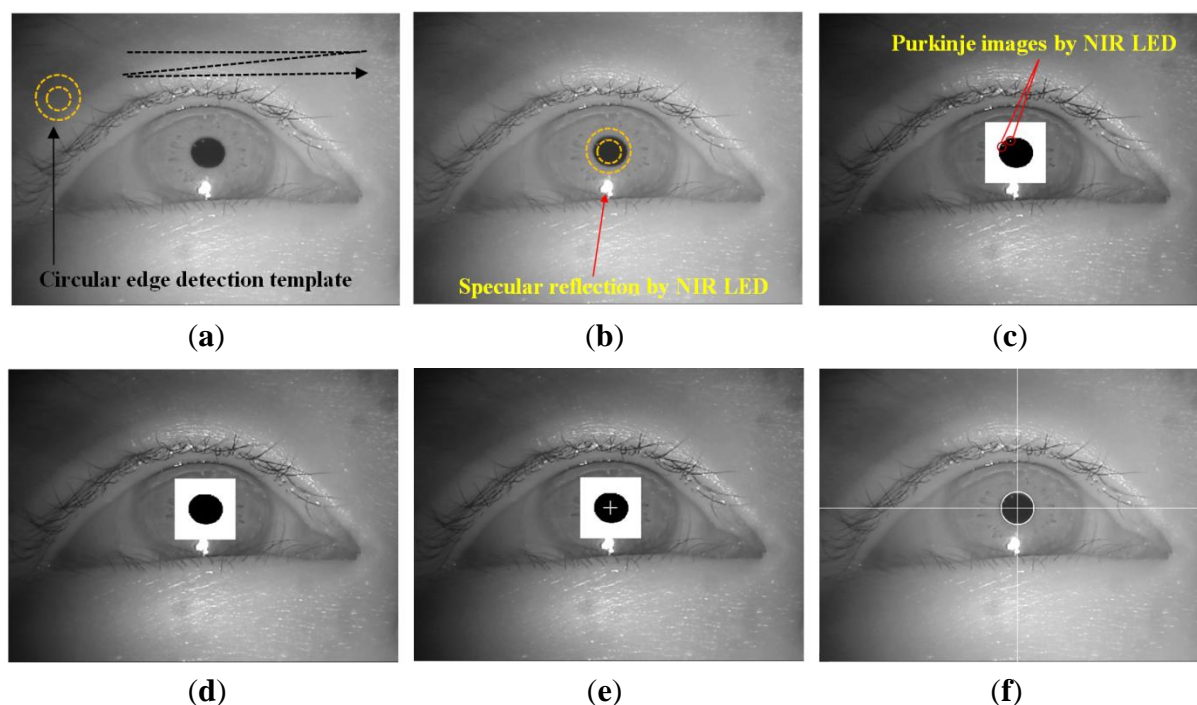 Circular edge detection template
(a)
Specular reflection by NIR LED
(b)
Purkinje images by NIR LED
(c)
(d)
(e)
(f)